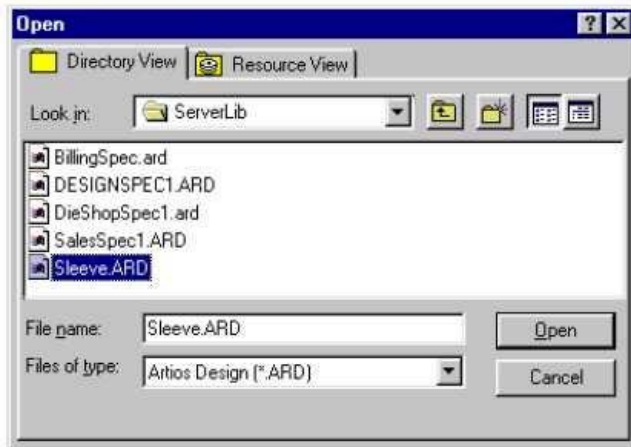 Open
Directory View Resource View
Look in: ServerLib
BillingSpec.ard
DESIGNSPEC1.ARD
DieShopSpec1.ard
SalesSpec1.ARD
Sleeve.ARD
File name: Sleeve.ARD Open
Files of type: Artios Design (*.ARD) Cancel